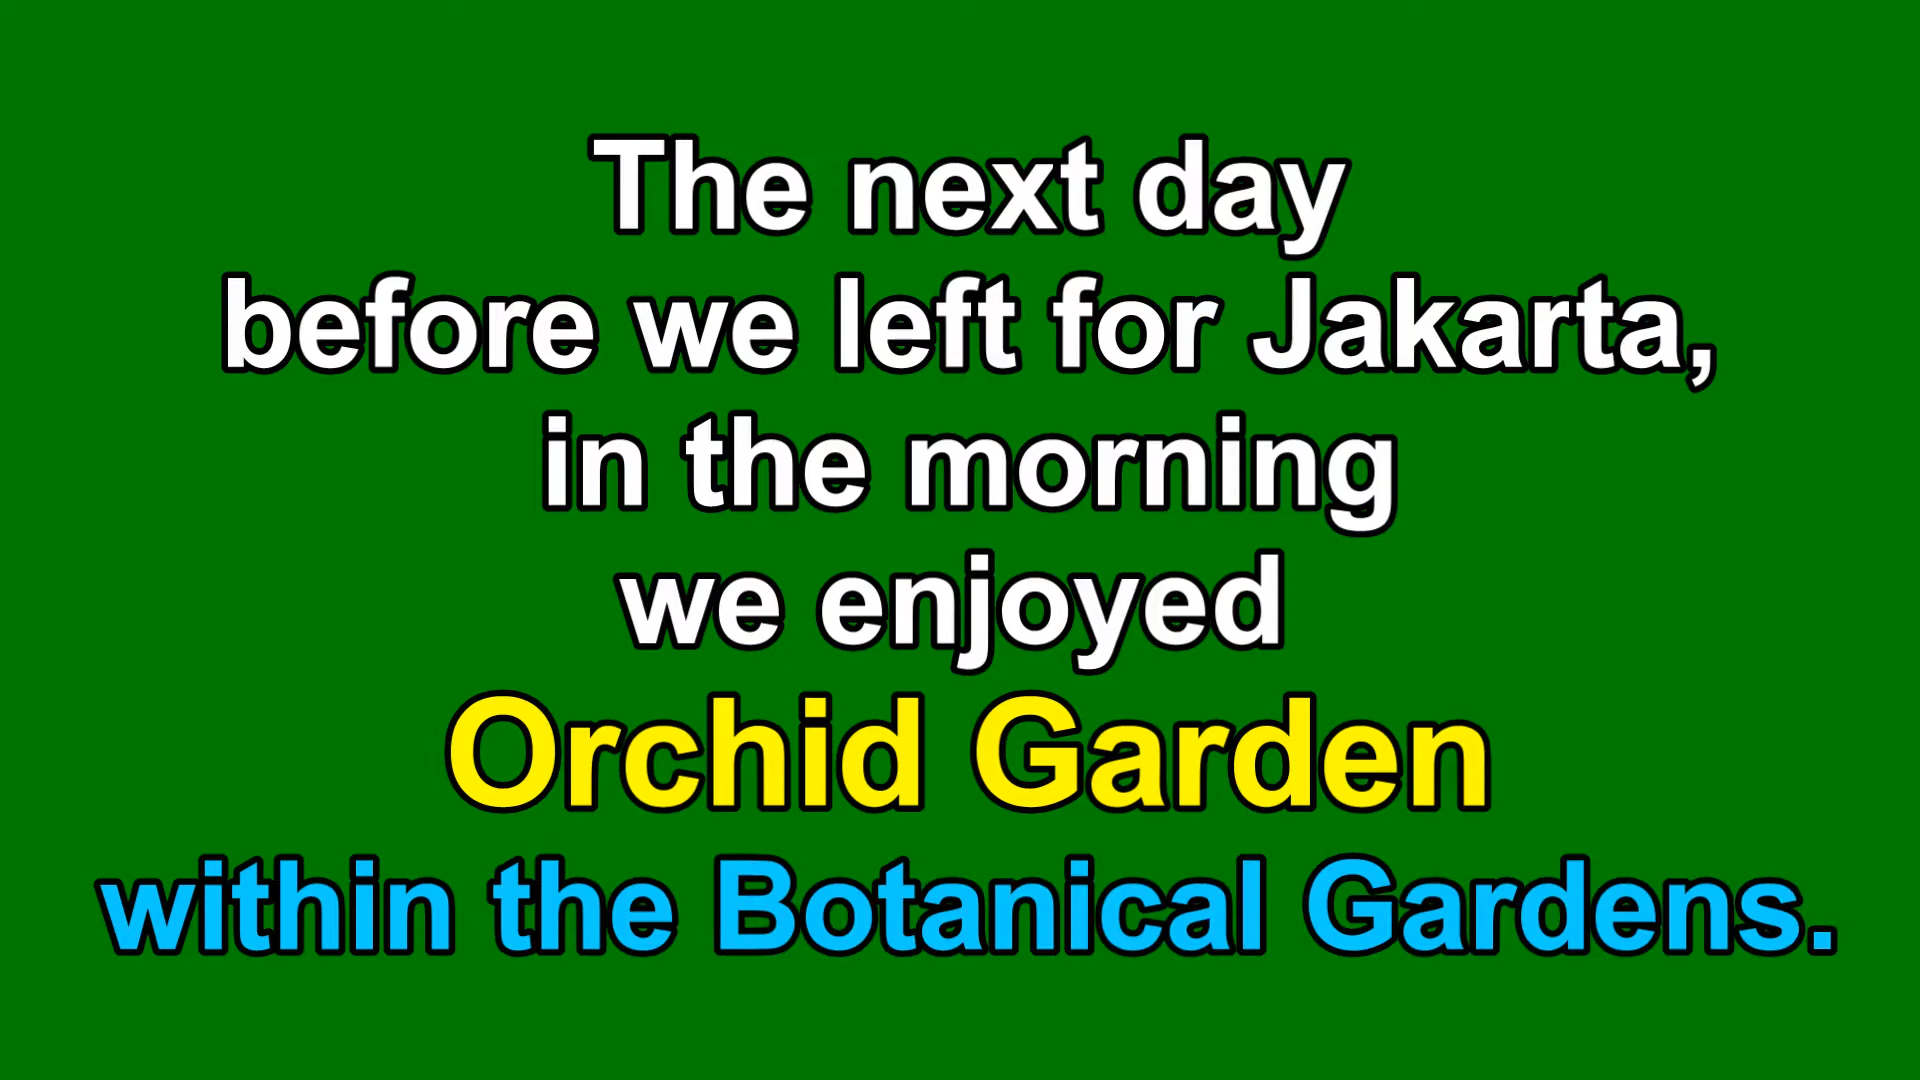 The next day
before we left for Jakarta,
in the morning
we enjoyed
Orchid Garden
within the Botanical Gardens.